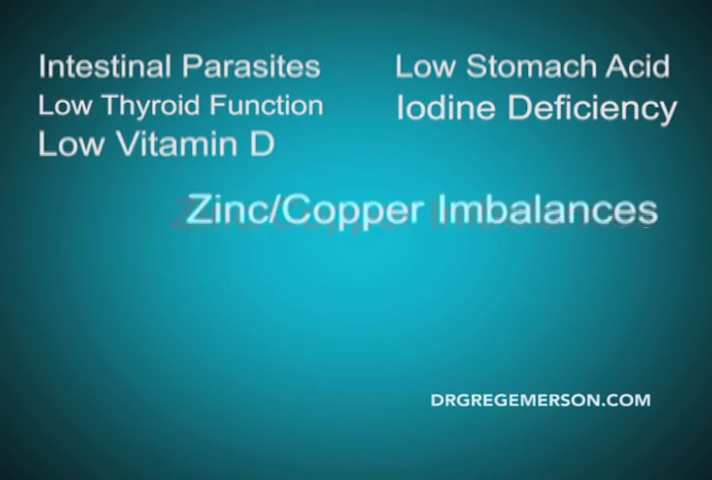 Intestinal Parasites
Low Stomach Acid
Low Thyroid Function
Iodine Deficiency
Low Vitamin D
Zinc/Copper Imbalances
DRGREGEMERSON.COM